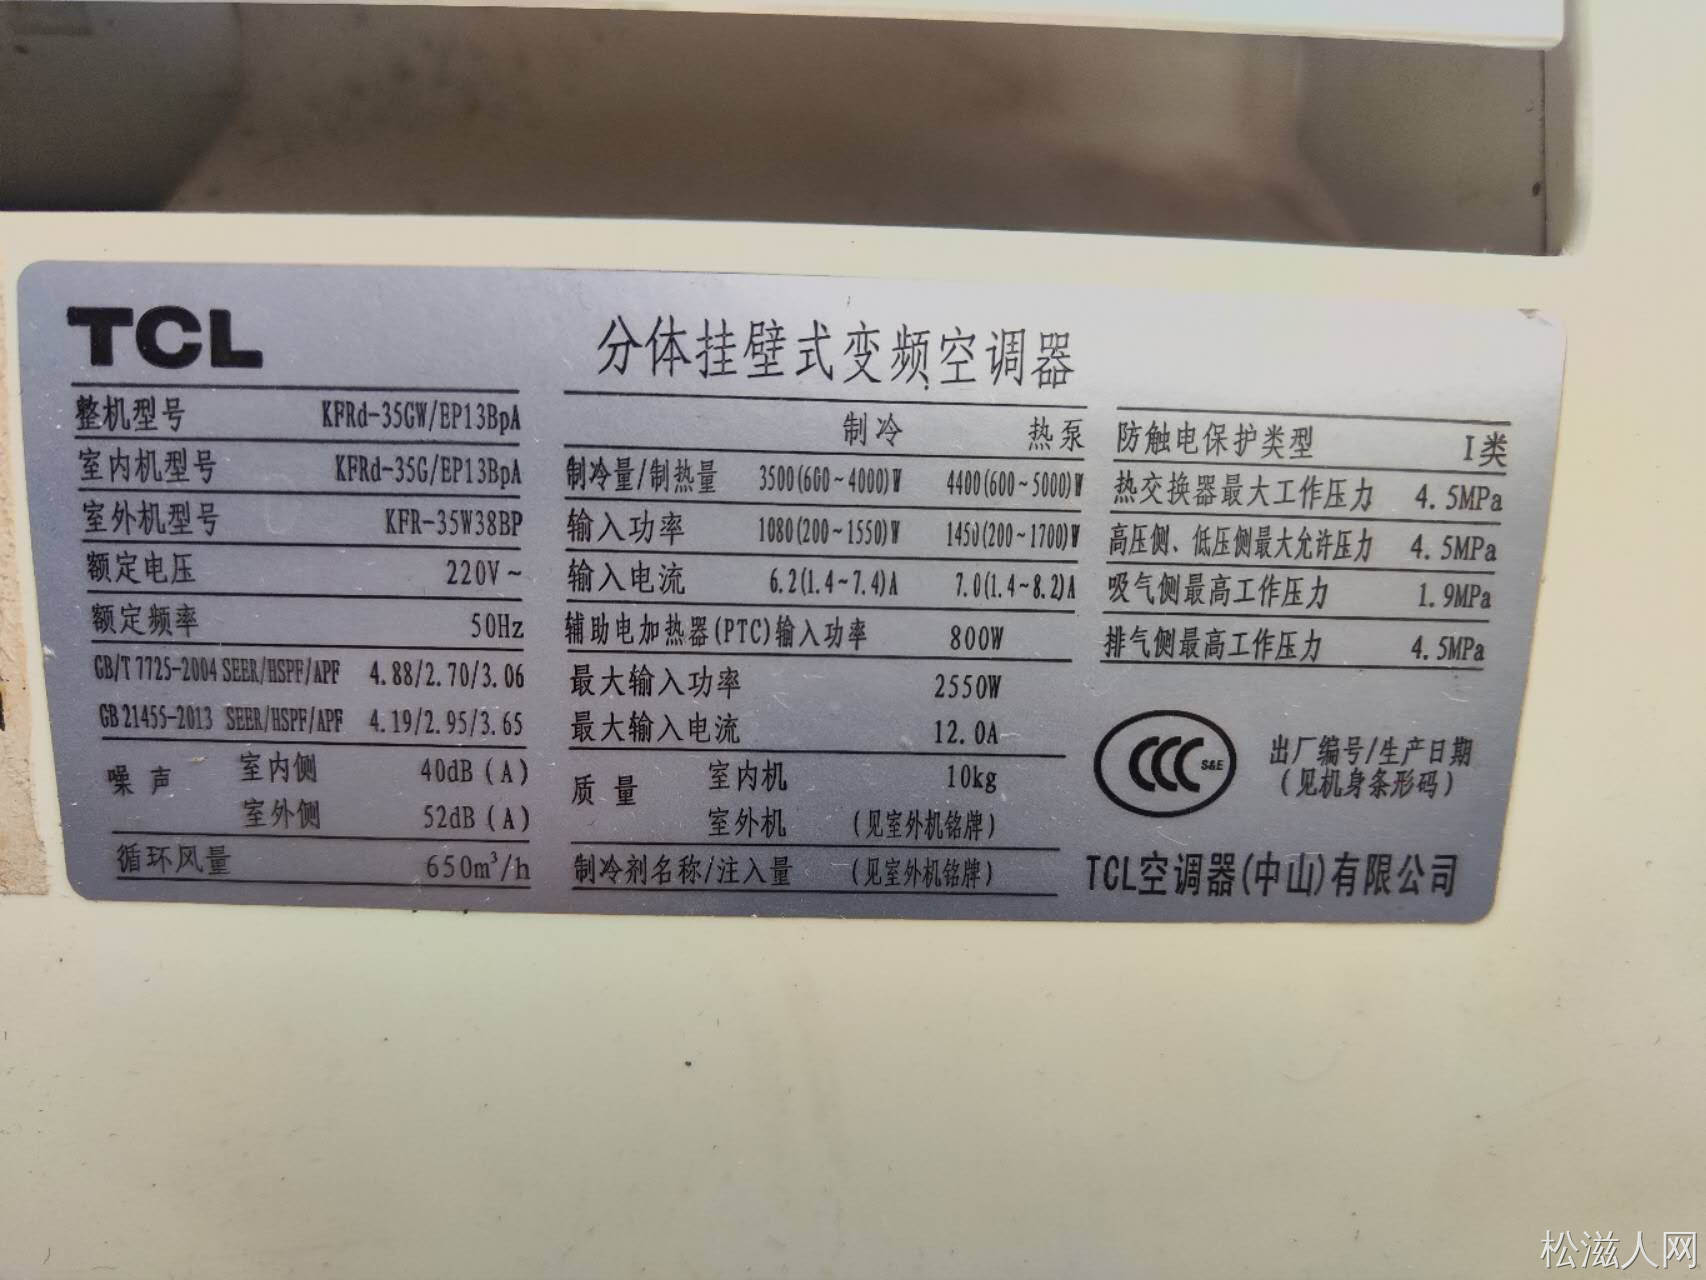 TCL
分体挂壁式变频空调器
整机型号 KFRd-35GW/EP13BpA
室内机型号 KFRd-35G/EP13BpA
室外机型号 KFR-35W38BP
额定电压 220V~
额定频率 50Hz
GB/T 7725-2004 SEER/HSPF/APF 4.88/2.70/3.06
GB 21455-2013 SEER/HSPF/APF 4.19/2.95/3.65
噪声 室内侧 40dB(A)
室外侧 52dB(A)
循环风量 650m³/h
制冷 热泵
制冷量/制热量 3500(600~4000)W 4400(600~5000)W
输入功率 1080(200~1550)W 1450(200~1700)W
输入电流 6.2(1.4~7.4)A 7.0(1.4~8.2)A
辅助电加热器(PTC)输入功率 800W
最大输入功率 2550W
最大输入电流 12.0A
质量 室内机 10kg
室外机 (见室外机铭牌)
制冷剂名称/注入量 (见室外机铭牌)
防触电保护类型 I类
热交换器最大工作压力 4.5MPa
高压侧、低压侧最大允许压力 4.5MPa
吸气侧最高工作压力 1.9MPa
排气侧最高工作压力 4.5MPa
CCC S&E
出厂编号/生产日期
(见机身条形码)
TCL空调器(中山)有限公司
松滋人网